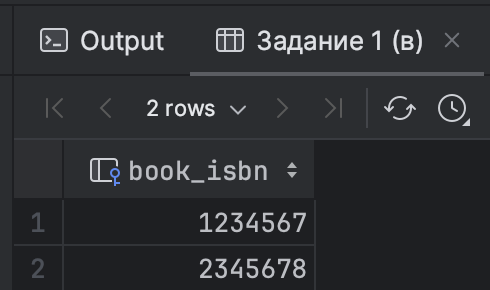 Output Задание 1 (в)
2 rows
book_isbn
1 1234567
2 2345678